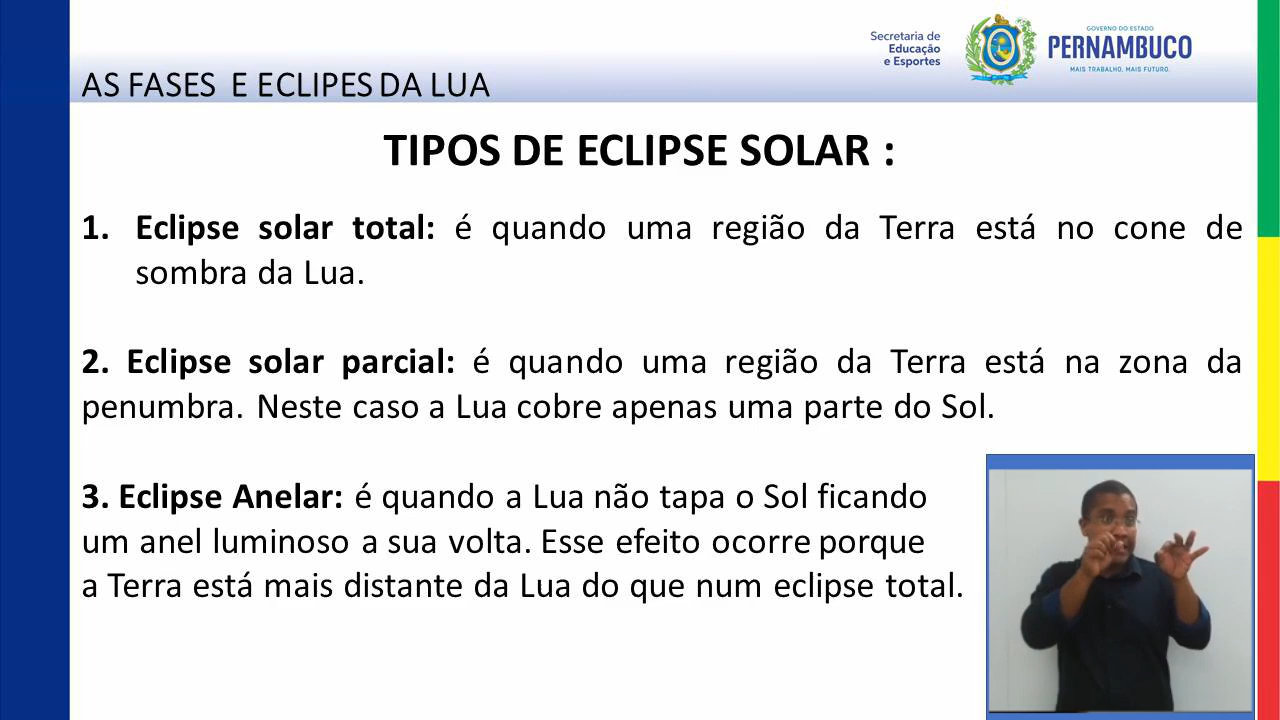 Secretaria de
Educação
e Esportes
GOVERNO DO ESTADO
PERNAMBUCO
MAIS TRABALHO, MAIS FUTURO.
AS FASES E ECLIPES DA LUA
TIPOS DE ECLIPSE SOLAR :
1. Eclipse solar total: é quando uma região da Terra está no cone de
sombra da Lua.
2. Eclipse solar parcial: é quando uma região da Terra está na zona da
penumbra. Neste caso a Lua cobre apenas uma parte do Sol.
3. Eclipse Anelar: é quando a Lua não tapa o Sol ficando
um anel luminoso a sua volta. Esse efeito ocorre porque
a Terra está mais distante da Lua do que num eclipse total.